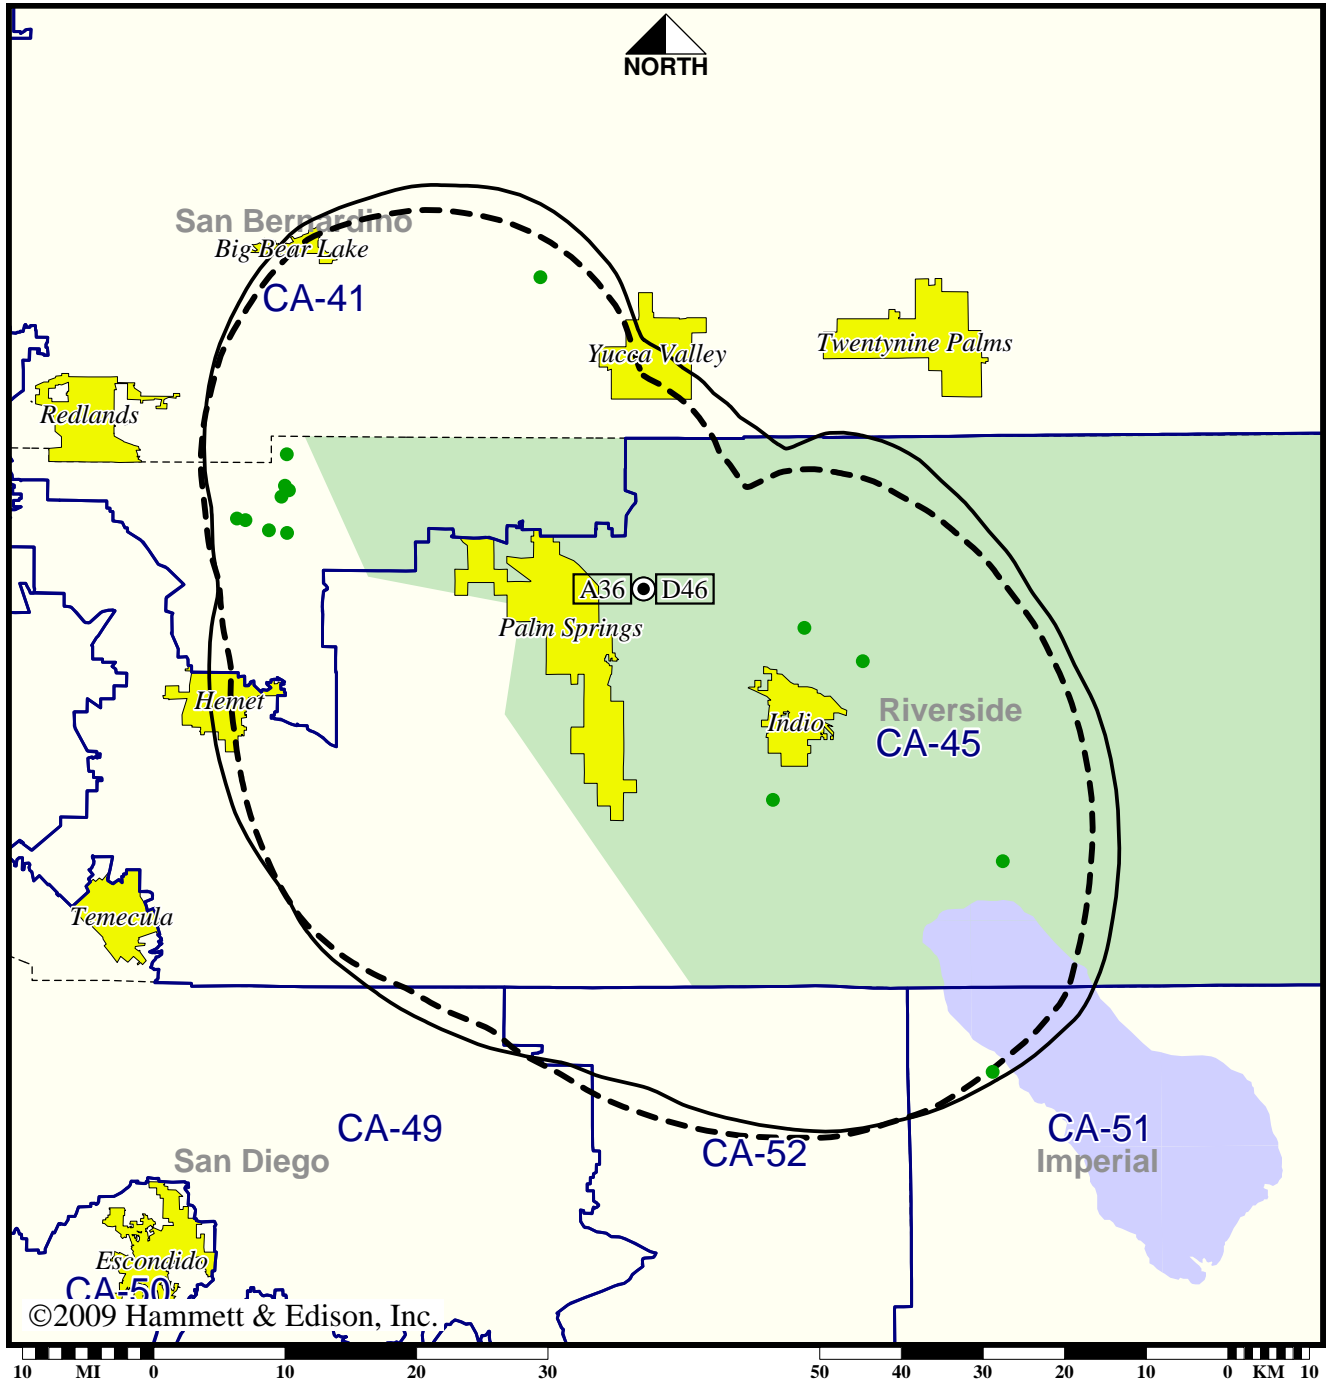 NORTH
San Bernardino
Big Bear Lake
CA-41
Yucca Valley
Twentynine Palms
Redlands
A36
D46
Palm Springs
Hemet
Indio
Riverside
CA-45
Temecula
CA-49
CA-52
CA-51
San Diego
Imperial
Escondido
CA-50
©2009 Hammett & Edison, Inc.
10 MI 0 10 20 30 50 40 30 20 10 0 KM 10